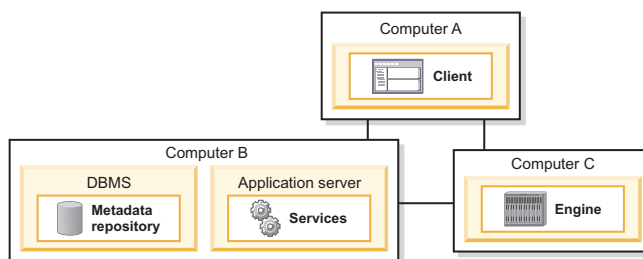 Computer A
Client
Computer B
DBMS
Metadata
repository
Application server
Services
Computer C
Engine